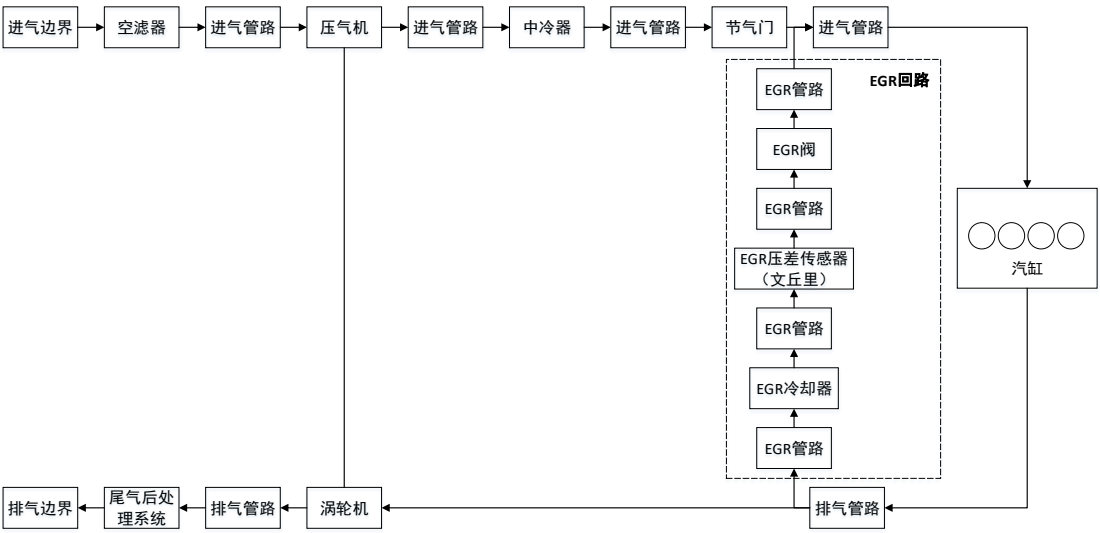 进气边界
空滤器
进气管路
压气机
进气管路
中冷器
进气管路
节气门
进气管路
EGR回路
EGR管路
EGR阀
EGR管路
EGR压差传感器
（文丘里）
EGR管路
EGR冷却器
EGR管路
汽缸
排气边界
尾气后处
理系统
排气管路
涡轮机
排气管路